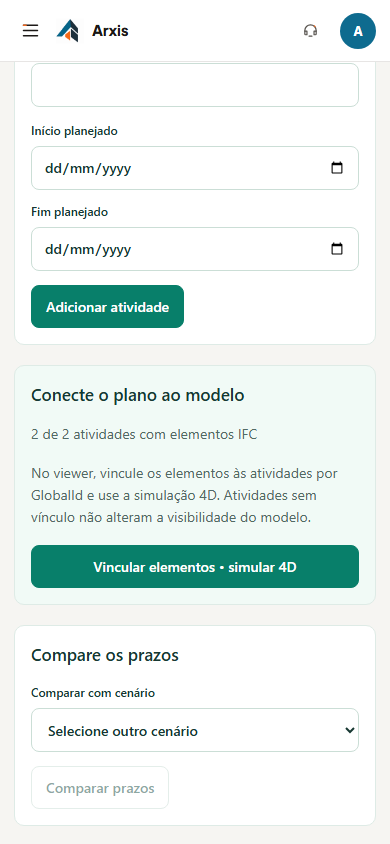 Arxis
A
Início planejado
dd/mm/yyyy
Fim planejado
dd/mm/yyyy
Adicionar atividade
Conecte o plano ao modelo
2 de 2 atividades com elementos IFC
No viewer, vincule os elementos às atividades por
GlobalId e use a simulação 4D. Atividades sem
vínculo não alteram a visibilidade do modelo.
Vincular elementos • simular 4D
Compare os prazos
Comparar com cenário
Selecione outro cenário
Comparar prazos